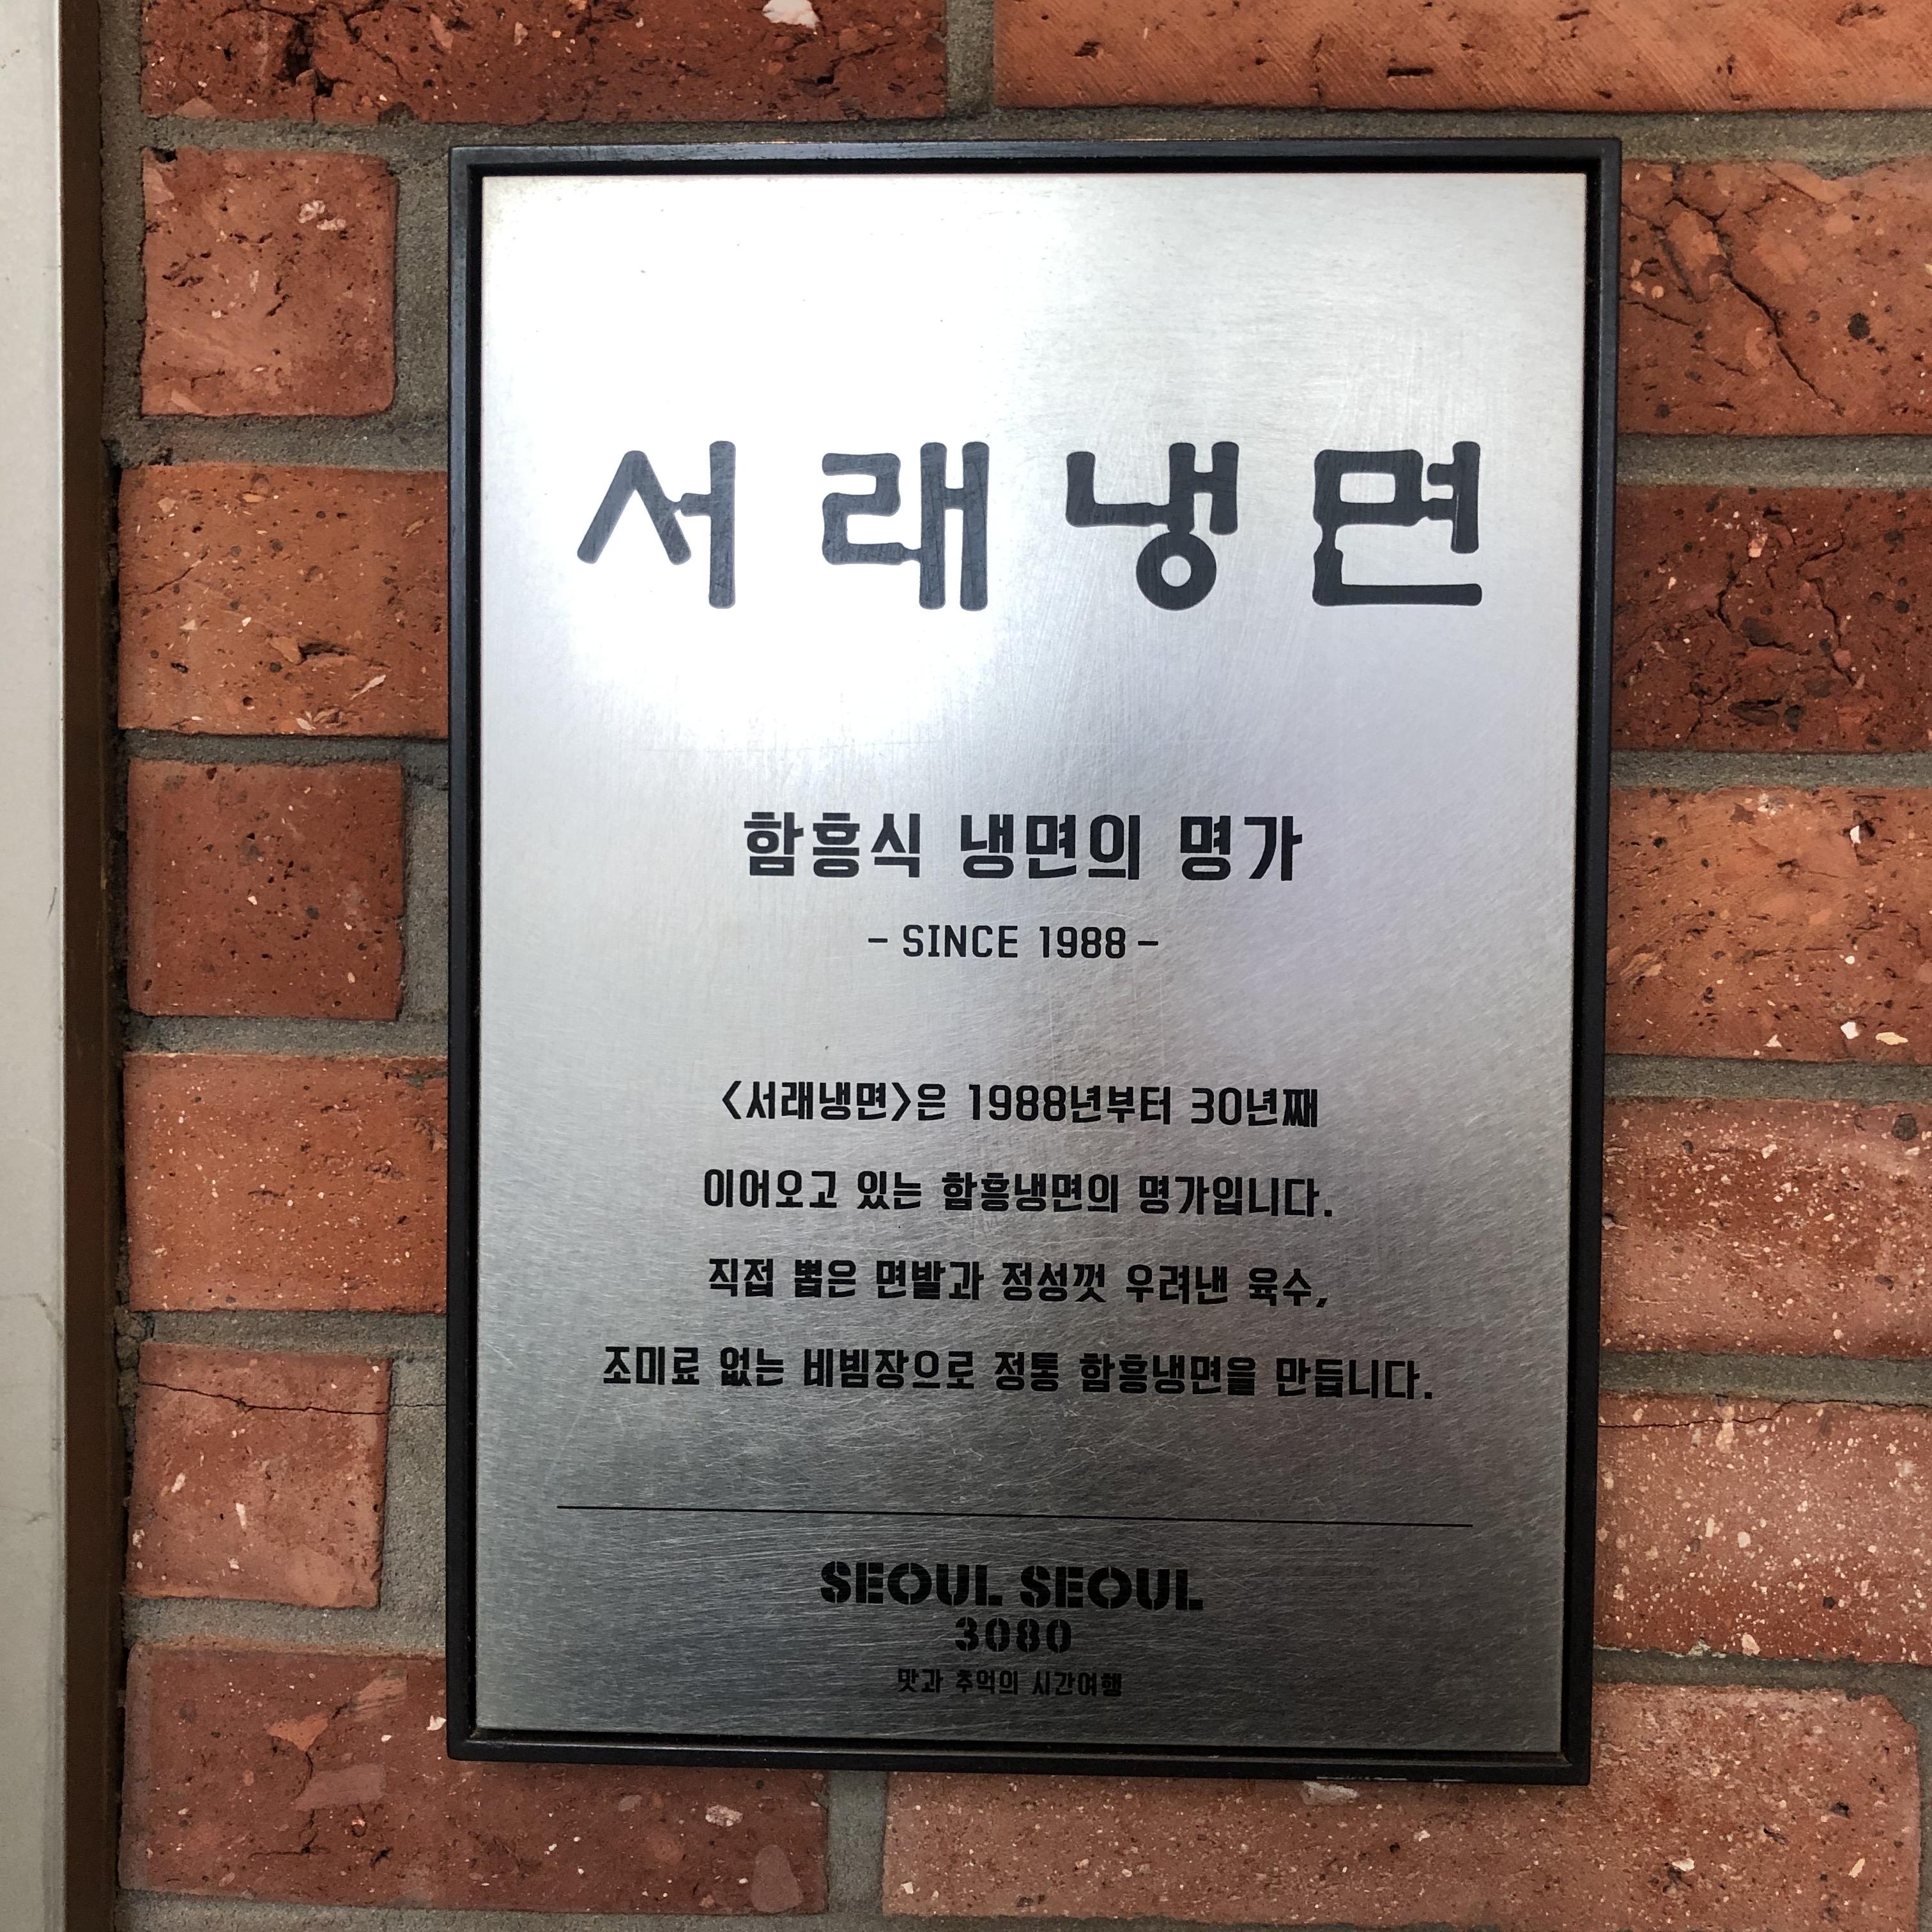 서래냉면
함흥식 냉면의 명가
- SINCE 1988 -
<서래냉면>은 1988년부터 30년째
이어오고 있는 함흥냉면의 명가입니다.
직접 뽑은 면발과 정성껏 우려낸 육수,
조미료 없는 비빔장으로 정통 함흥냉면을 만듭니다.
SEOUL SEOUL
3080
맛과 추억의 시간여행